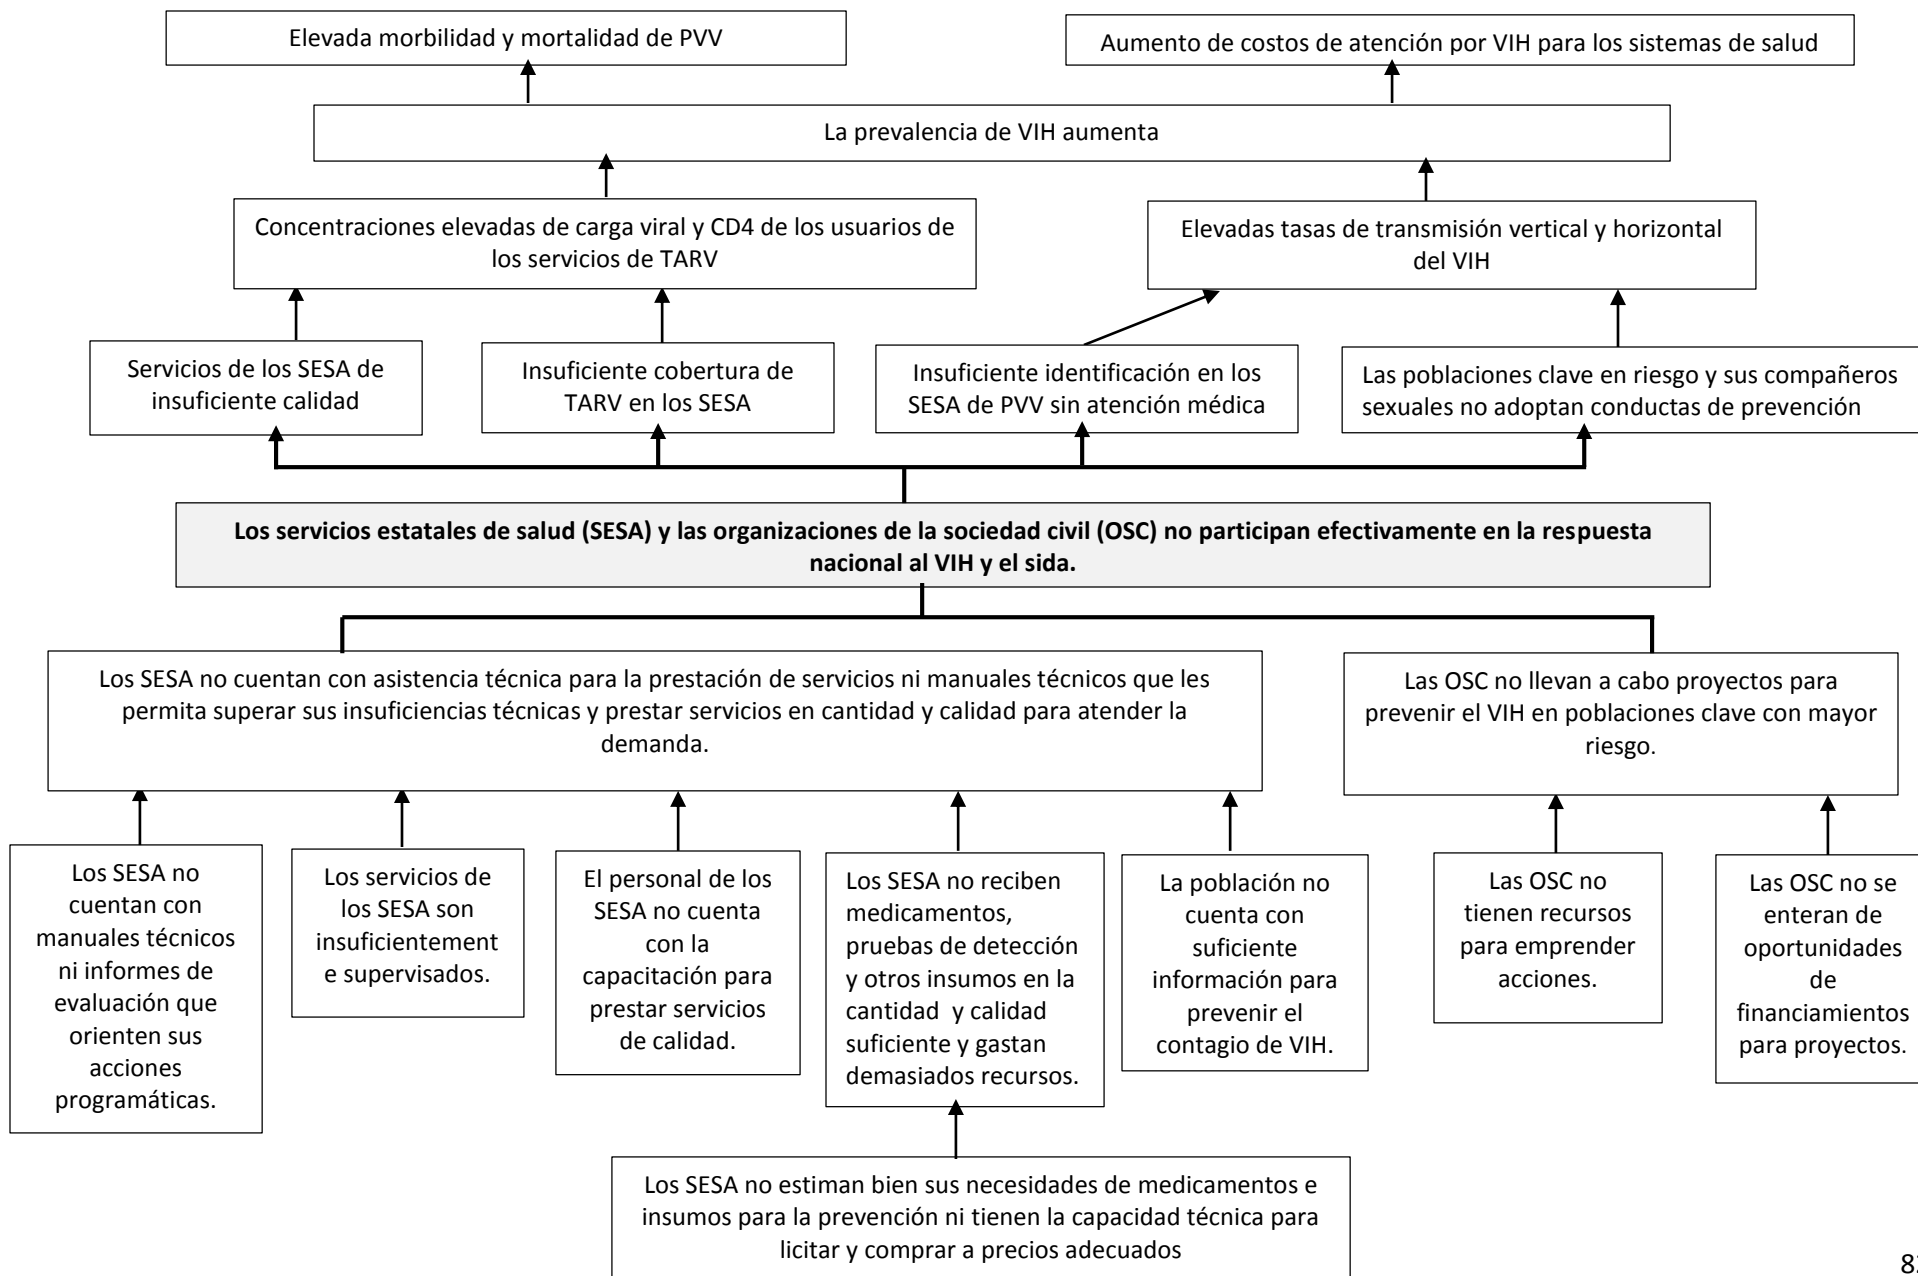 Elevada morbilidad y mortalidad de PVV
Aumento de costos de atención por VIH para los sistemas de salud
La prevalencia de VIH aumenta
Concentraciones elevadas de carga viral y CD4 de los usuarios de
los servicios de TARV
Elevadas tasas de transmisión vertical y horizontal
del VIH
Servicios de los SESA de
insuficiente calidad
Insuficiente cobertura de
TARV en los SESA
Insuficiente identificación en los
SESA de PVV sin atención médica
Las poblaciones clave en riesgo y sus compañeros
sexuales no adoptan conductas de prevención
Los servicios estatales de salud (SESA) y las organizaciones de la sociedad civil (OSC) no participan efectivamente en la respuesta
nacional al VIH y el sida.
Los SESA no cuentan con asistencia técnica para la prestación de servicios ni manuales técnicos que les
permita superar sus insuficiencias técnicas y prestar servicios en cantidad y calidad para atender la
demanda.
Las OSC no llevan a cabo proyectos para
prevenir el VIH en poblaciones clave con mayor
riesgo.
Los SESA no
cuentan con
manuales técnicos
ni informes de
evaluación que
orienten sus
acciones
programáticas.
Los servicios de
los SESA son
insuficientement
e supervisados.
El personal de los
SESA no cuenta
con la
capacitación para
prestar servicios
de calidad.
Los SESA no reciben
medicamentos,
pruebas de detección
y otros insumos en la
cantidad y calidad
suficiente y gastan
demasiados recursos.
La población no
cuenta con
suficiente
información para
prevenir el
contagio de VIH.
Las OSC no
tienen recursos
para emprender
acciones.
Las OSC no se
enteran de
oportunidades
de
financiamientos
para proyectos.
Los SESA no estiman bien sus necesidades de medicamentos e
insumos para la prevención ni tienen la capacidad técnica para
licitar y comprar a precios adecuados